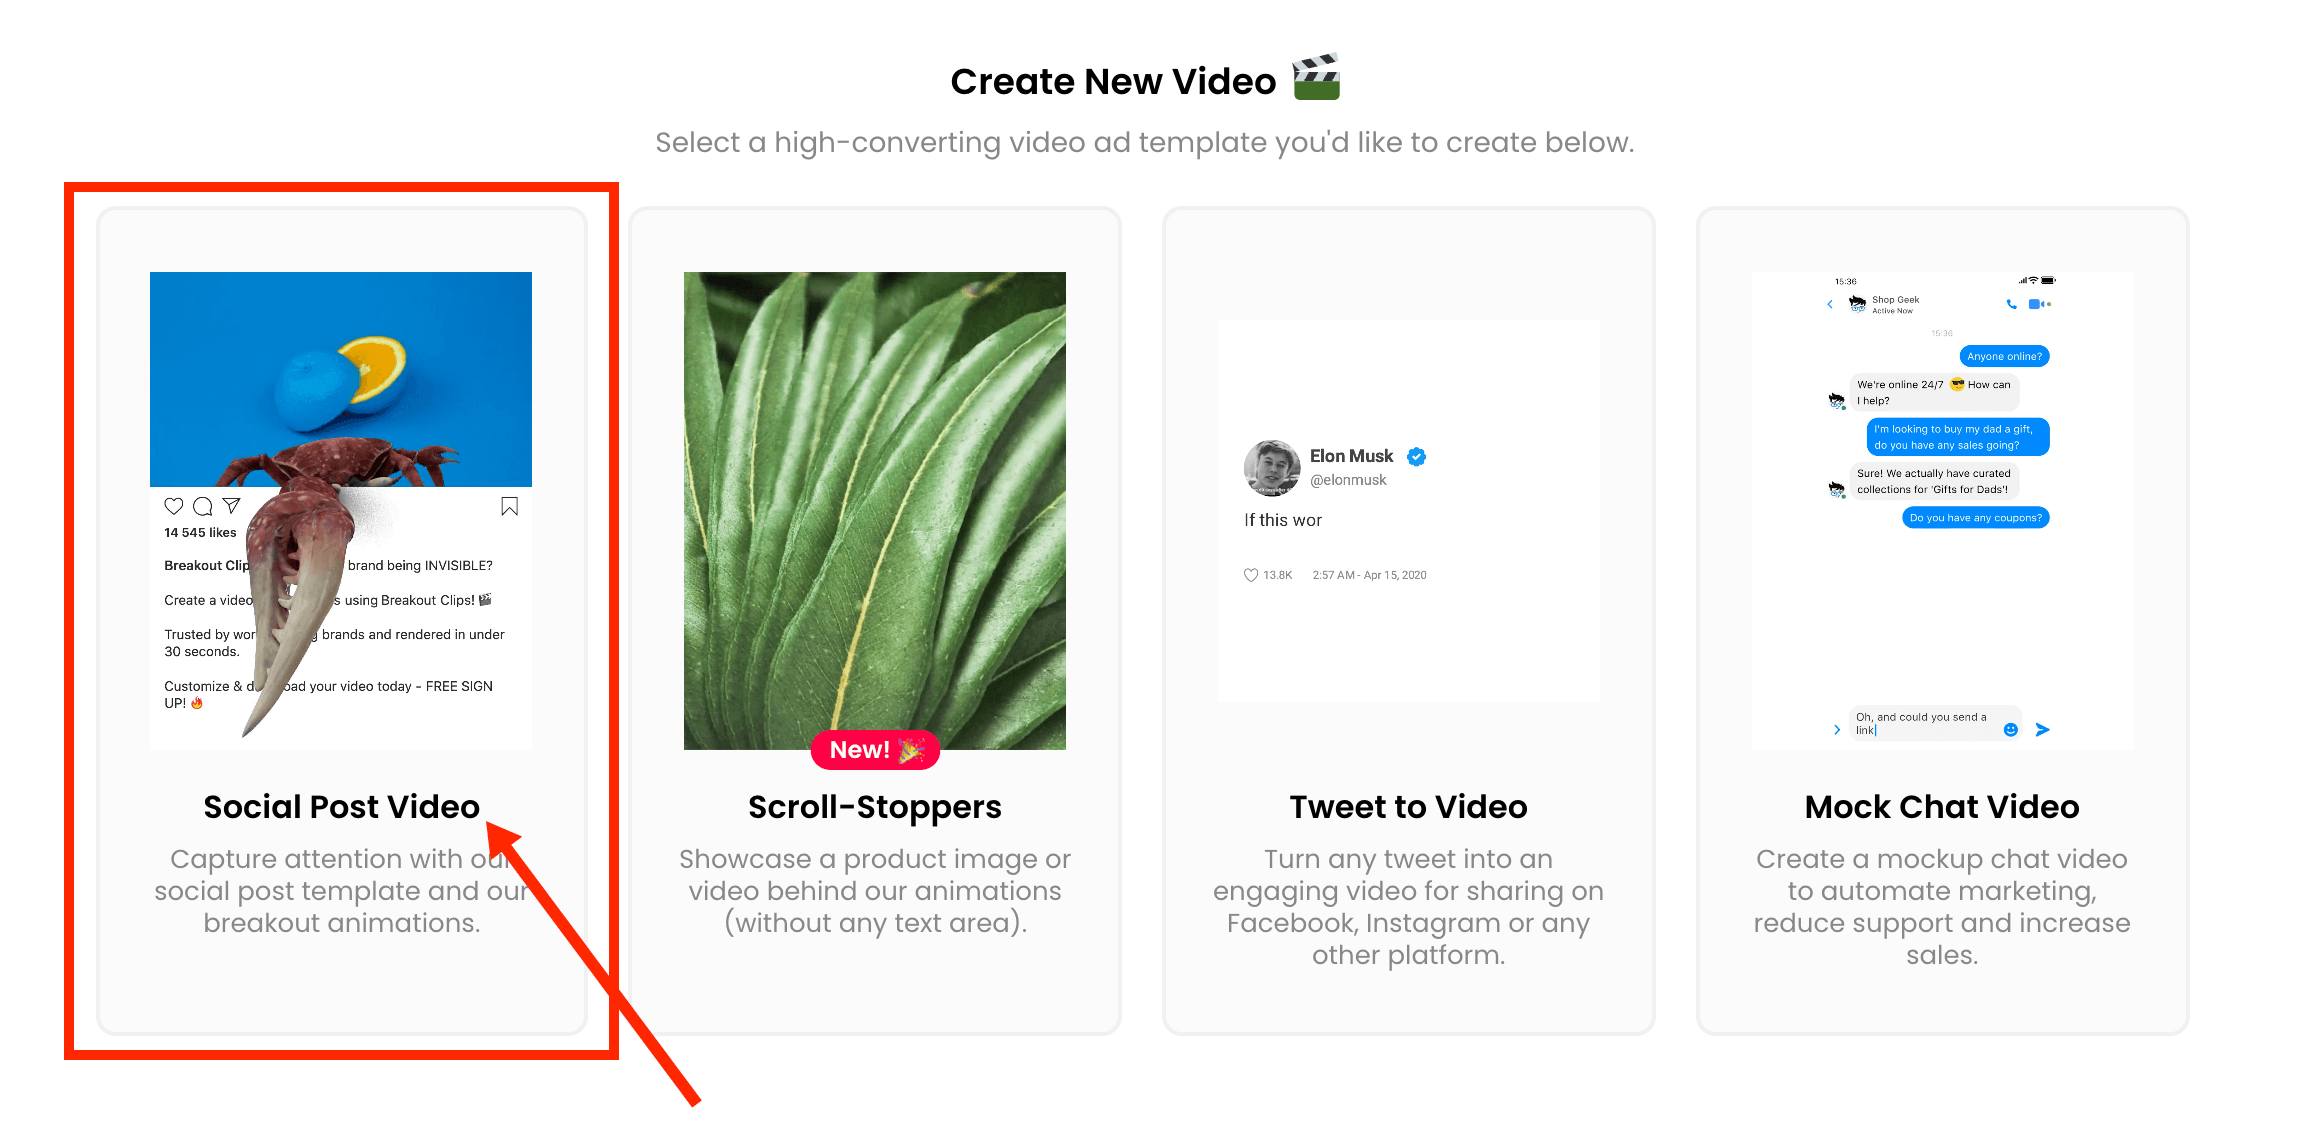 Create New Video 🎬
Select a high-converting video ad template you'd like to create below.
14 545 likes
Breakout Clip brand being INVISIBLE?
Create a video s using Breakout Clips! 🎬
Trusted by wor g brands and rendered in under
30 seconds.
Customize & d oad your video today - FREE SIGN
UP! 🔥
Social Post Video
Capture attention with our
social post template and our
breakout animations.
New! 🎉
Scroll-Stoppers
Showcase a product image or
video behind our animations
(without any text area).
Elon Musk
@elonmusk
If this wor
13.8K 2:57 AM - Apr 15, 2020
Tweet to Video
Turn any tweet into an
engaging video for sharing on
Facebook, Instagram or any
other platform.
15:36
Shop Geek
Active Now
15:36
Anyone online?
We're online 24/7 😎 How can
I help?
I'm looking to buy my dad a gift,
do you have any sales going?
Sure! We actually have curated
collections for 'Gifts for Dads'!
Do you have any coupons?
Oh, and could you send a
link
Mock Chat Video
Create a mockup chat video
to automate marketing,
reduce support and increase
sales.